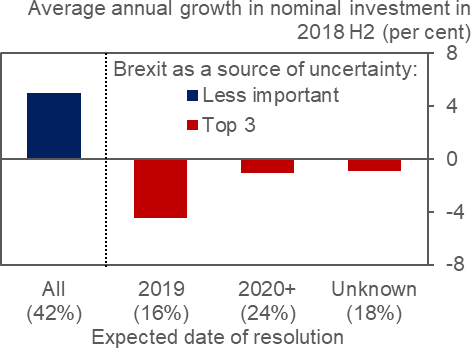 Average annual growth in nominal investment in
2018 H2 (per cent)
8
Brexit as a source of uncertainty:
Less important
Top 3
4
0
-4
-8
All 2019 2020+ Unknown
(42%) (16%) (24%) (18%)
Expected date of resolution